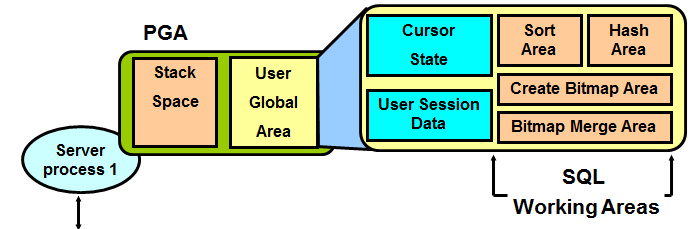 PGA
Stack
Space
User
Global
Area
Server
process 1
Cursor
State
User Session
Data
Sort
Area
Hash
Area
Create Bitmap Area
Bitmap Merge Area
SQL
Working Areas